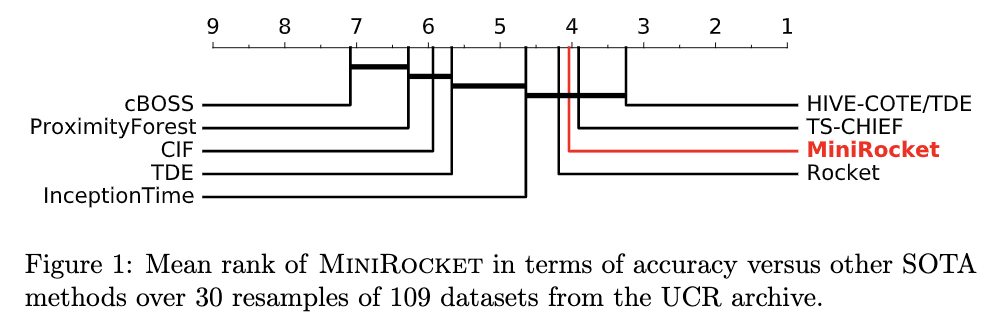 9 8 7 6 5 4 3 2 1
cBOSS HIVE-COTE/TDE
ProximityForest TS-CHIEF
CIF MiniRocket
TDE Rocket
InceptionTime
Figure 1: Mean rank of MINIROCKET in terms of accuracy versus other SOTA
methods over 30 resamples of 109 datasets from the UCR archive.